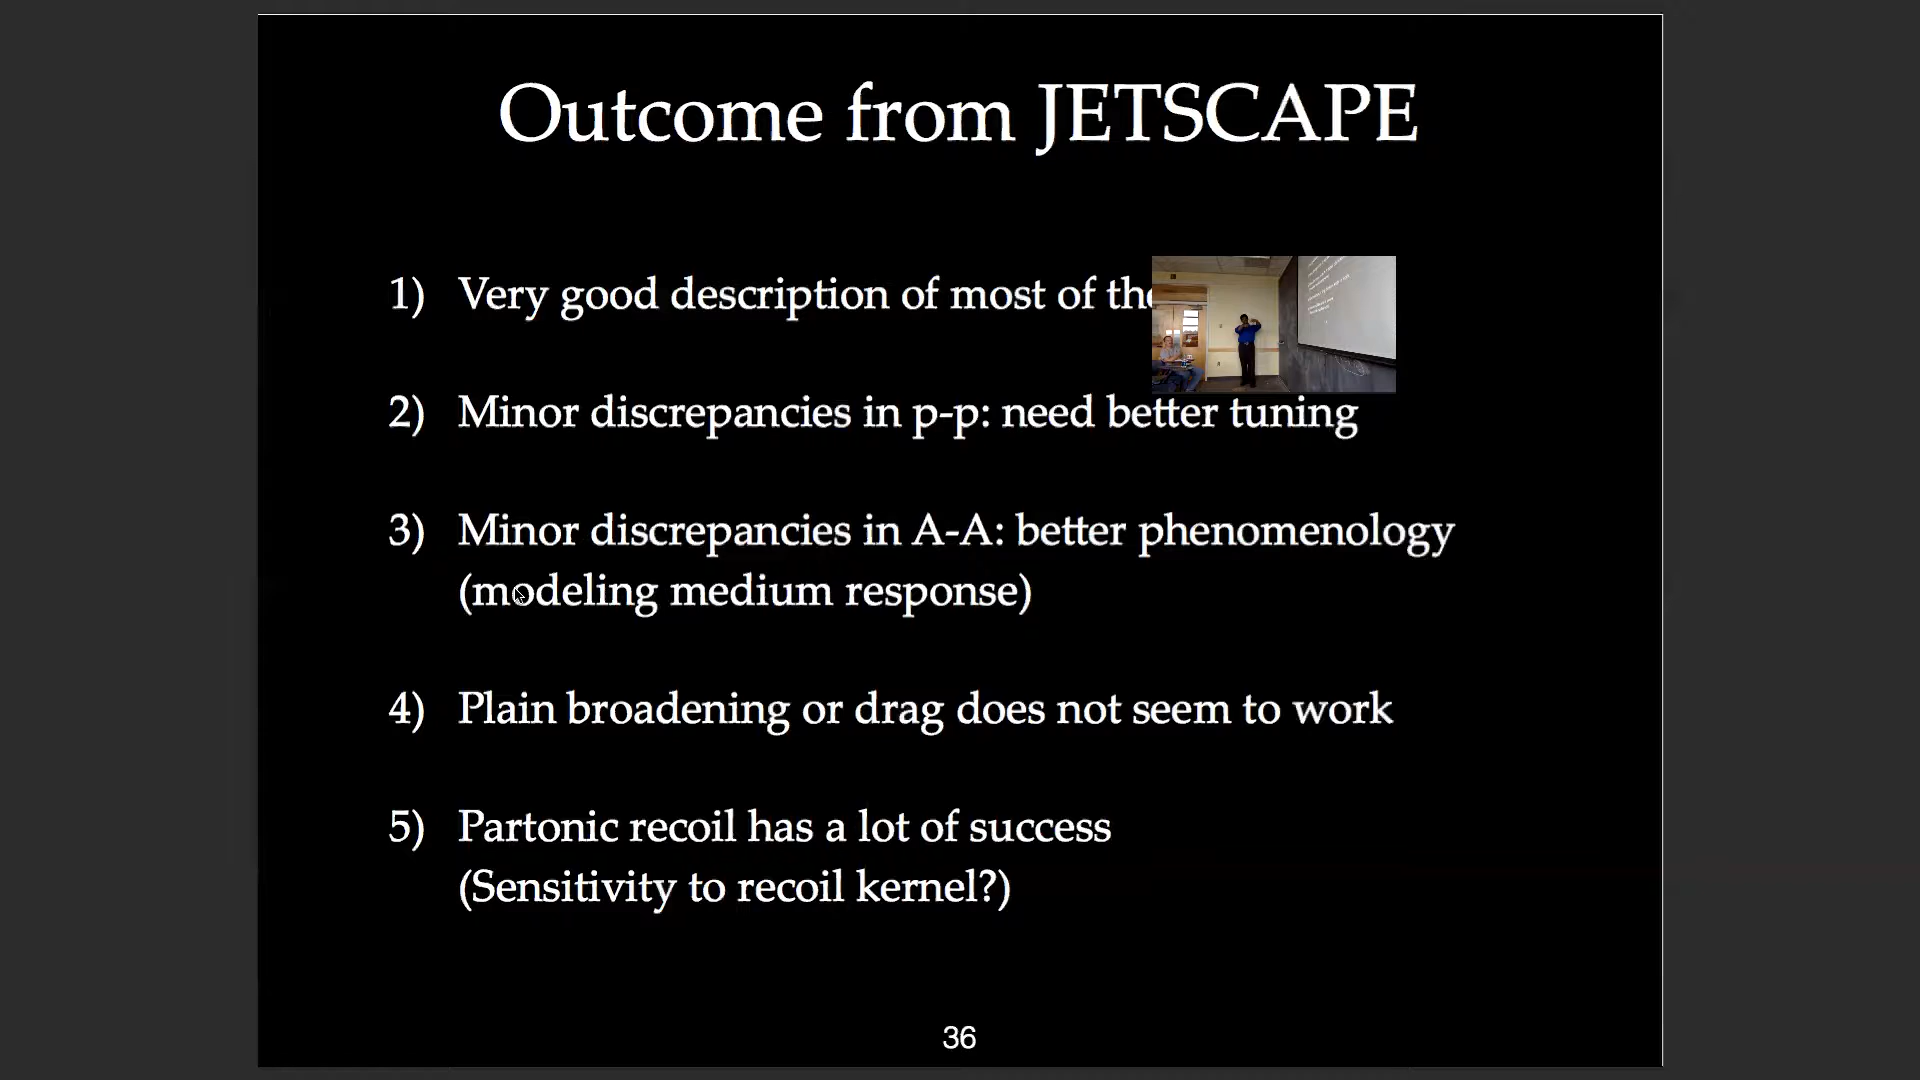 Outcome from JETSCAPE
1) Very good description of most of the
2) Minor discrepancies in p-p: need better tuning
3) Minor discrepancies in A-A: better phenomenology
(modeling medium response)
4) Plain broadening or drag does not seem to work
5) Partonic recoil has a lot of success
(Sensitivity to recoil kernel?)
36